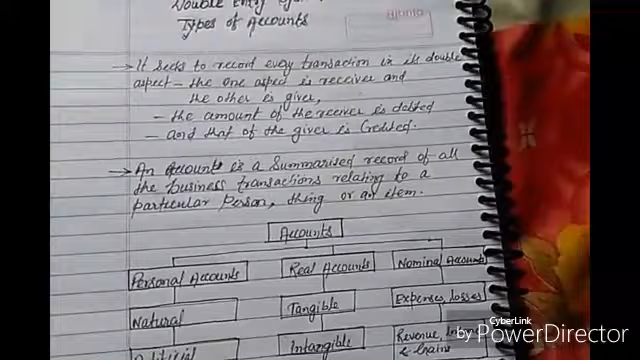 Double Entry
Types of Accounts
→ It seeks to record every transaction in its double
aspect - the one aspect is receiver and
the other is giver,
- the amount of the receiver is debited
- and that of the giver is Credited.
→ An Account is a summarised record of all
the business transactions relating to a
particular person, thing or an item.
Accounts
Personal Accounts
Real Accounts
Nominal Accounts
Natural
Tangible
Expenses, losses
Artificial
Intangible
Revenue,
& Gains
CyberLink
by PowerDirector